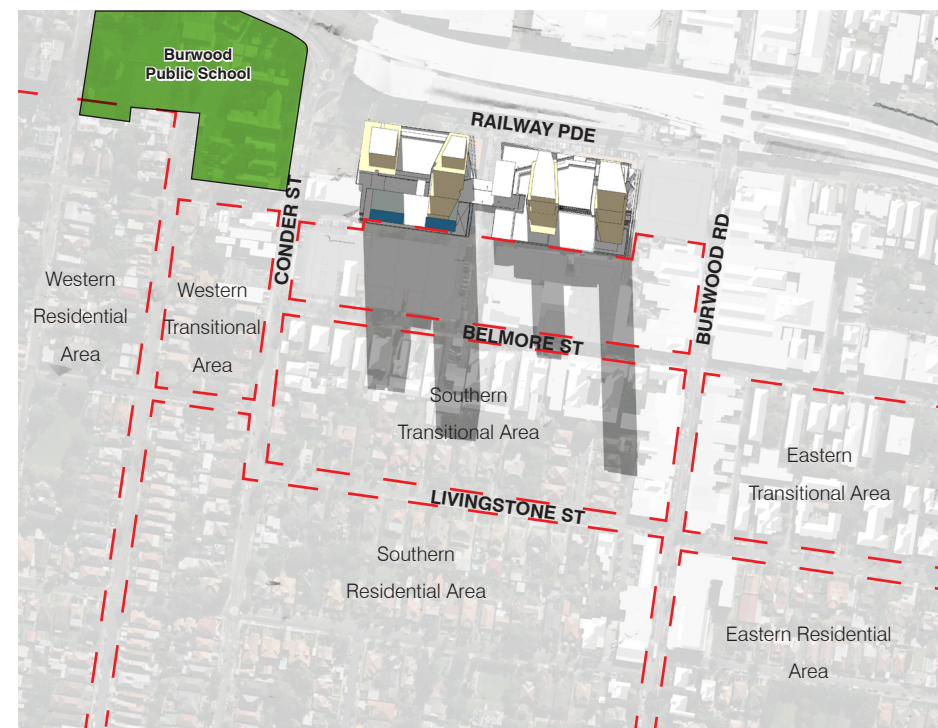 Burwood
Public School
RAILWAY PDE
CONDER ST
BURWOOD RD
Western
Residential
Area
Western
Transitional
Area
BELMORE ST
Southern
Transitional Area
Eastern
Transitional Area
LIVINGSTONE ST
Southern
Residential Area
Eastern Residential
Area